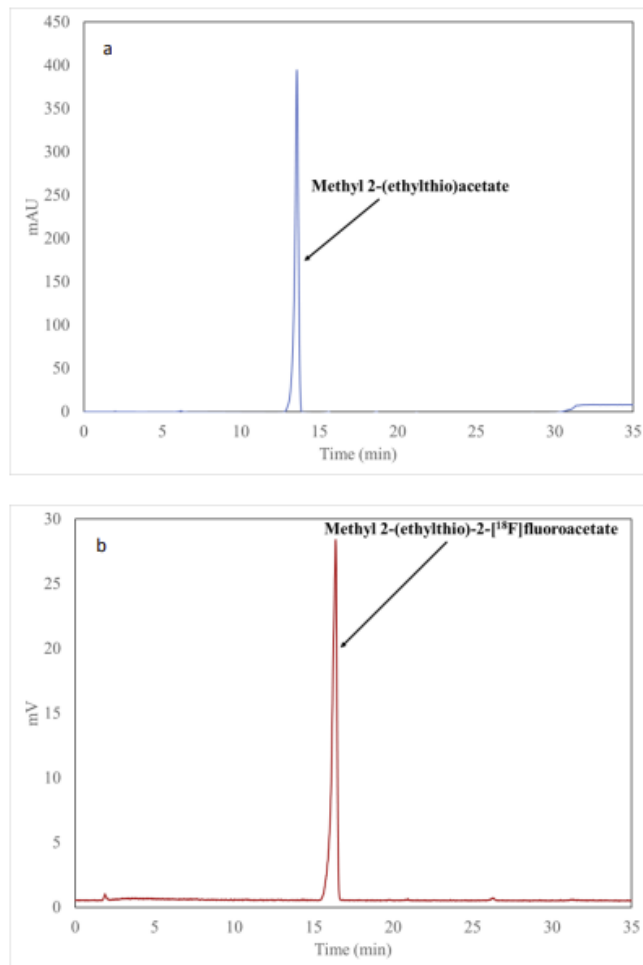 a
450
400
350
300
250
200
150
100
50
0
mAU
Methyl 2-(ethylthio)acetate
0 5 10 15 20 25 30 35
Time (min)
b
30
25
20
15
10
5
0
mV
Methyl 2-(ethylthio)-2-[¹⁸F]fluoroacetate
0 5 10 15 20 25 30 35
Time (min)